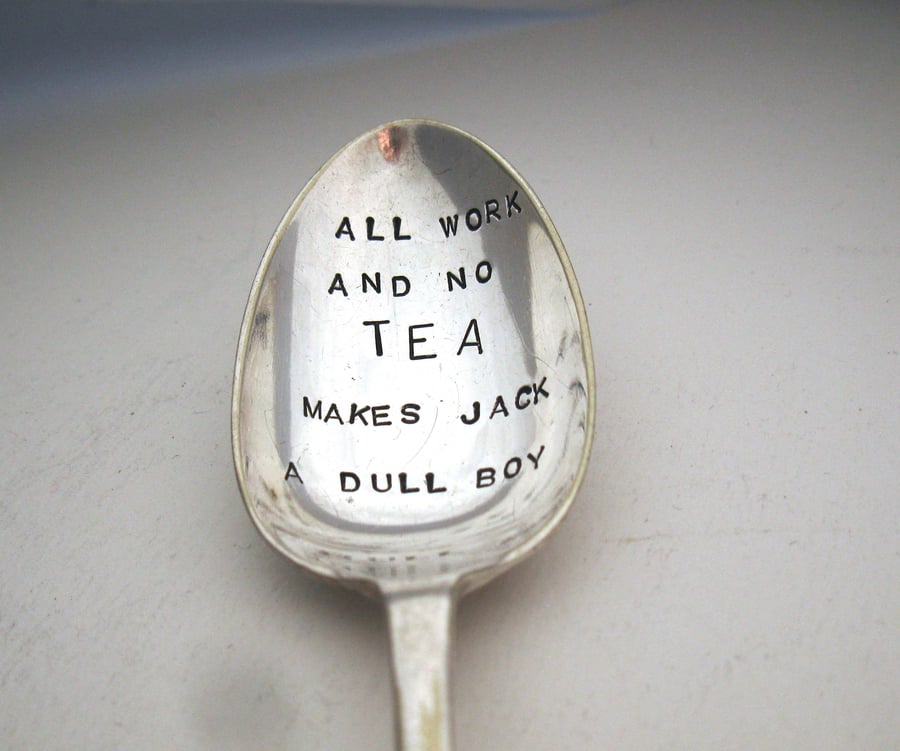 ALL WORK
AND NO
TEA
MAKES JACK
A DULL BOY